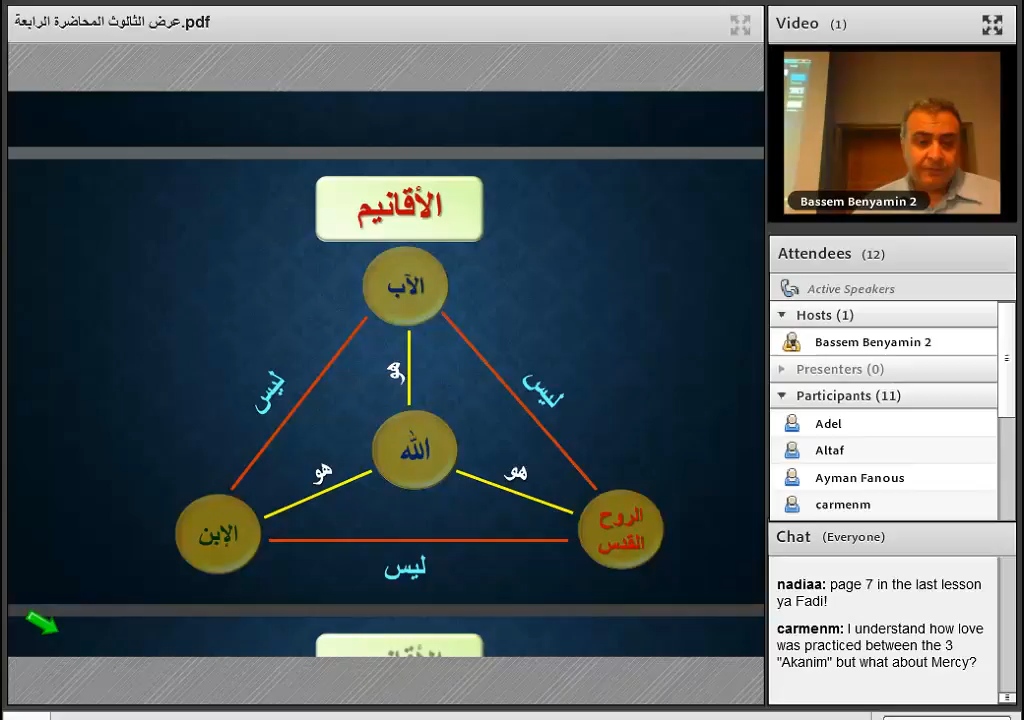 عرض الثالوث المحاضرة الرابعة.pdf
الأقانيم
الآب
ليس
هو
ليس
الله
هو
هو
الإبن
الروح
القدس
ليس
Video (1)
Bassem Benyamin 2
Attendees (12)
Active Speakers
Hosts (1)
Bassem Benyamin 2
Presenters (0)
Participants (11)
Adel
Altaf
Ayman Fanous
carmenm
Chat (Everyone)
nadiaa: page 7 in the last lesson
ya Fadi!
carmenm: I understand how love
was practiced between the 3
"Akanim" but what about Mercy?